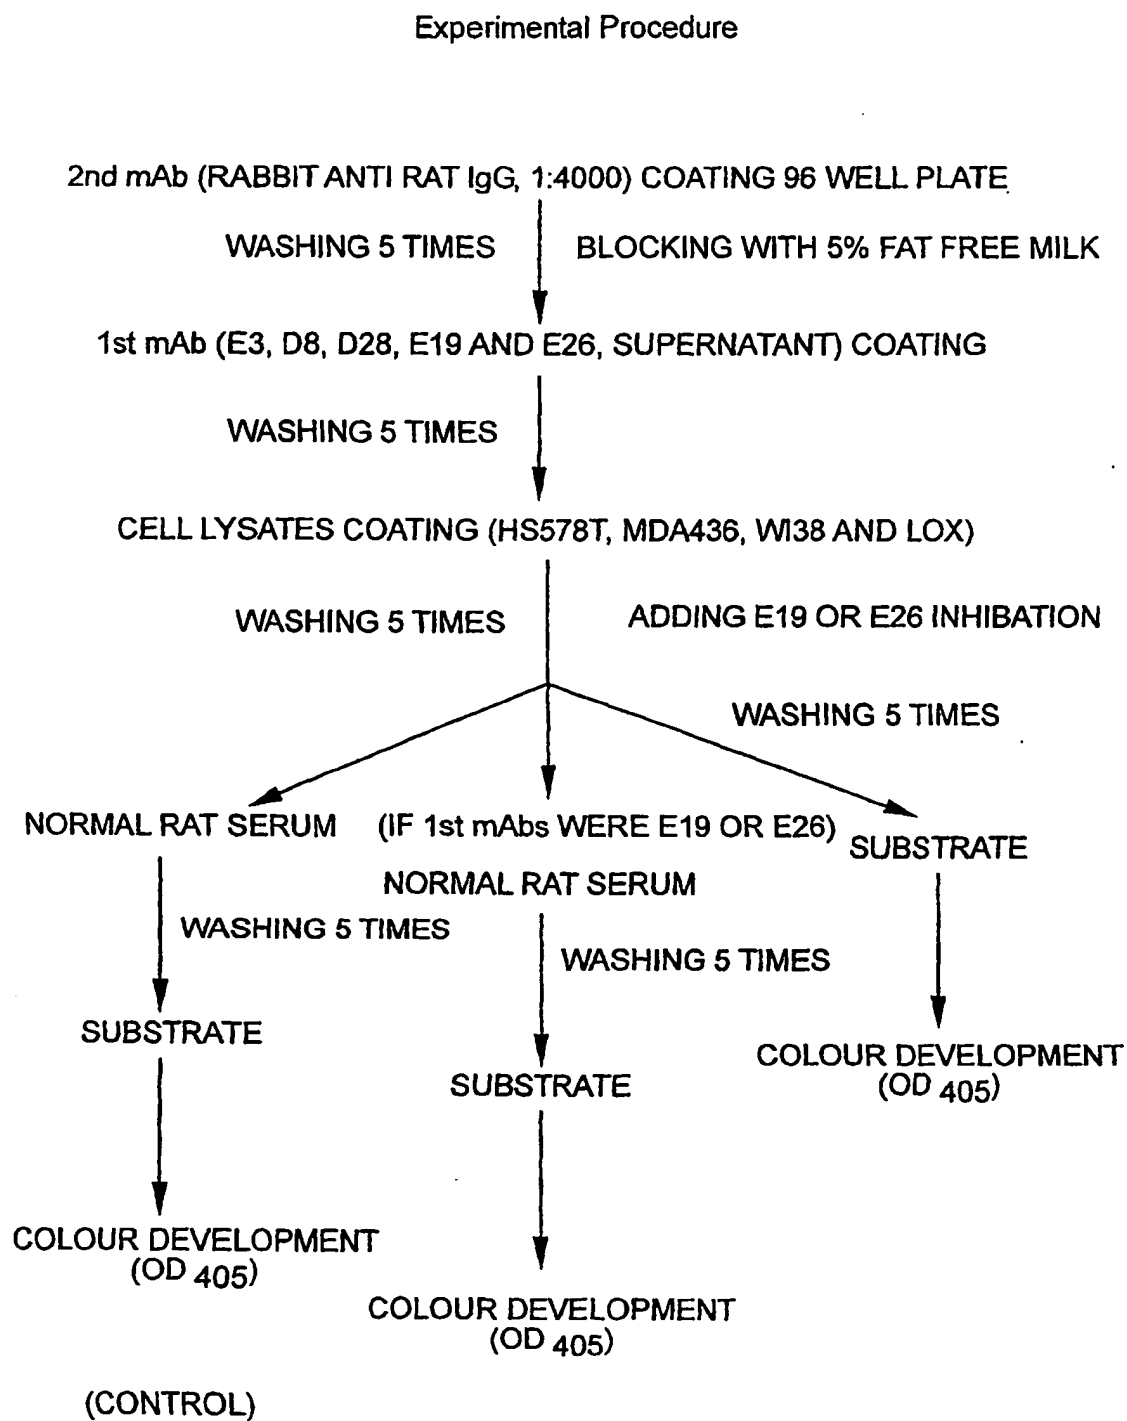 Experimental Procedure
2nd mAb (RABBIT ANTI RAT IgG, 1:4000) COATING 96 WELL PLATE
WASHING 5 TIMES
BLOCKING WITH 5% FAT FREE MILK
1st mAb (E3, D8, D28, E19 AND E26, SUPERNATANT) COATING
WASHING 5 TIMES
CELL LYSATES COATING (HS578T, MDA436, WI38 AND LOX)
WASHING 5 TIMES
ADDING E19 OR E26 INHIBATION
WASHING 5 TIMES
NORMAL RAT SERUM
(IF 1st mAbs WERE E19 OR E26)
SUBSTRATE
NORMAL RAT SERUM
WASHING 5 TIMES
WASHING 5 TIMES
SUBSTRATE
COLOUR DEVELOPMENT
(OD 405)
SUBSTRATE
COLOUR DEVELOPMENT
(OD 405)
COLOUR DEVELOPMENT
(OD 405)
(CONTROL)